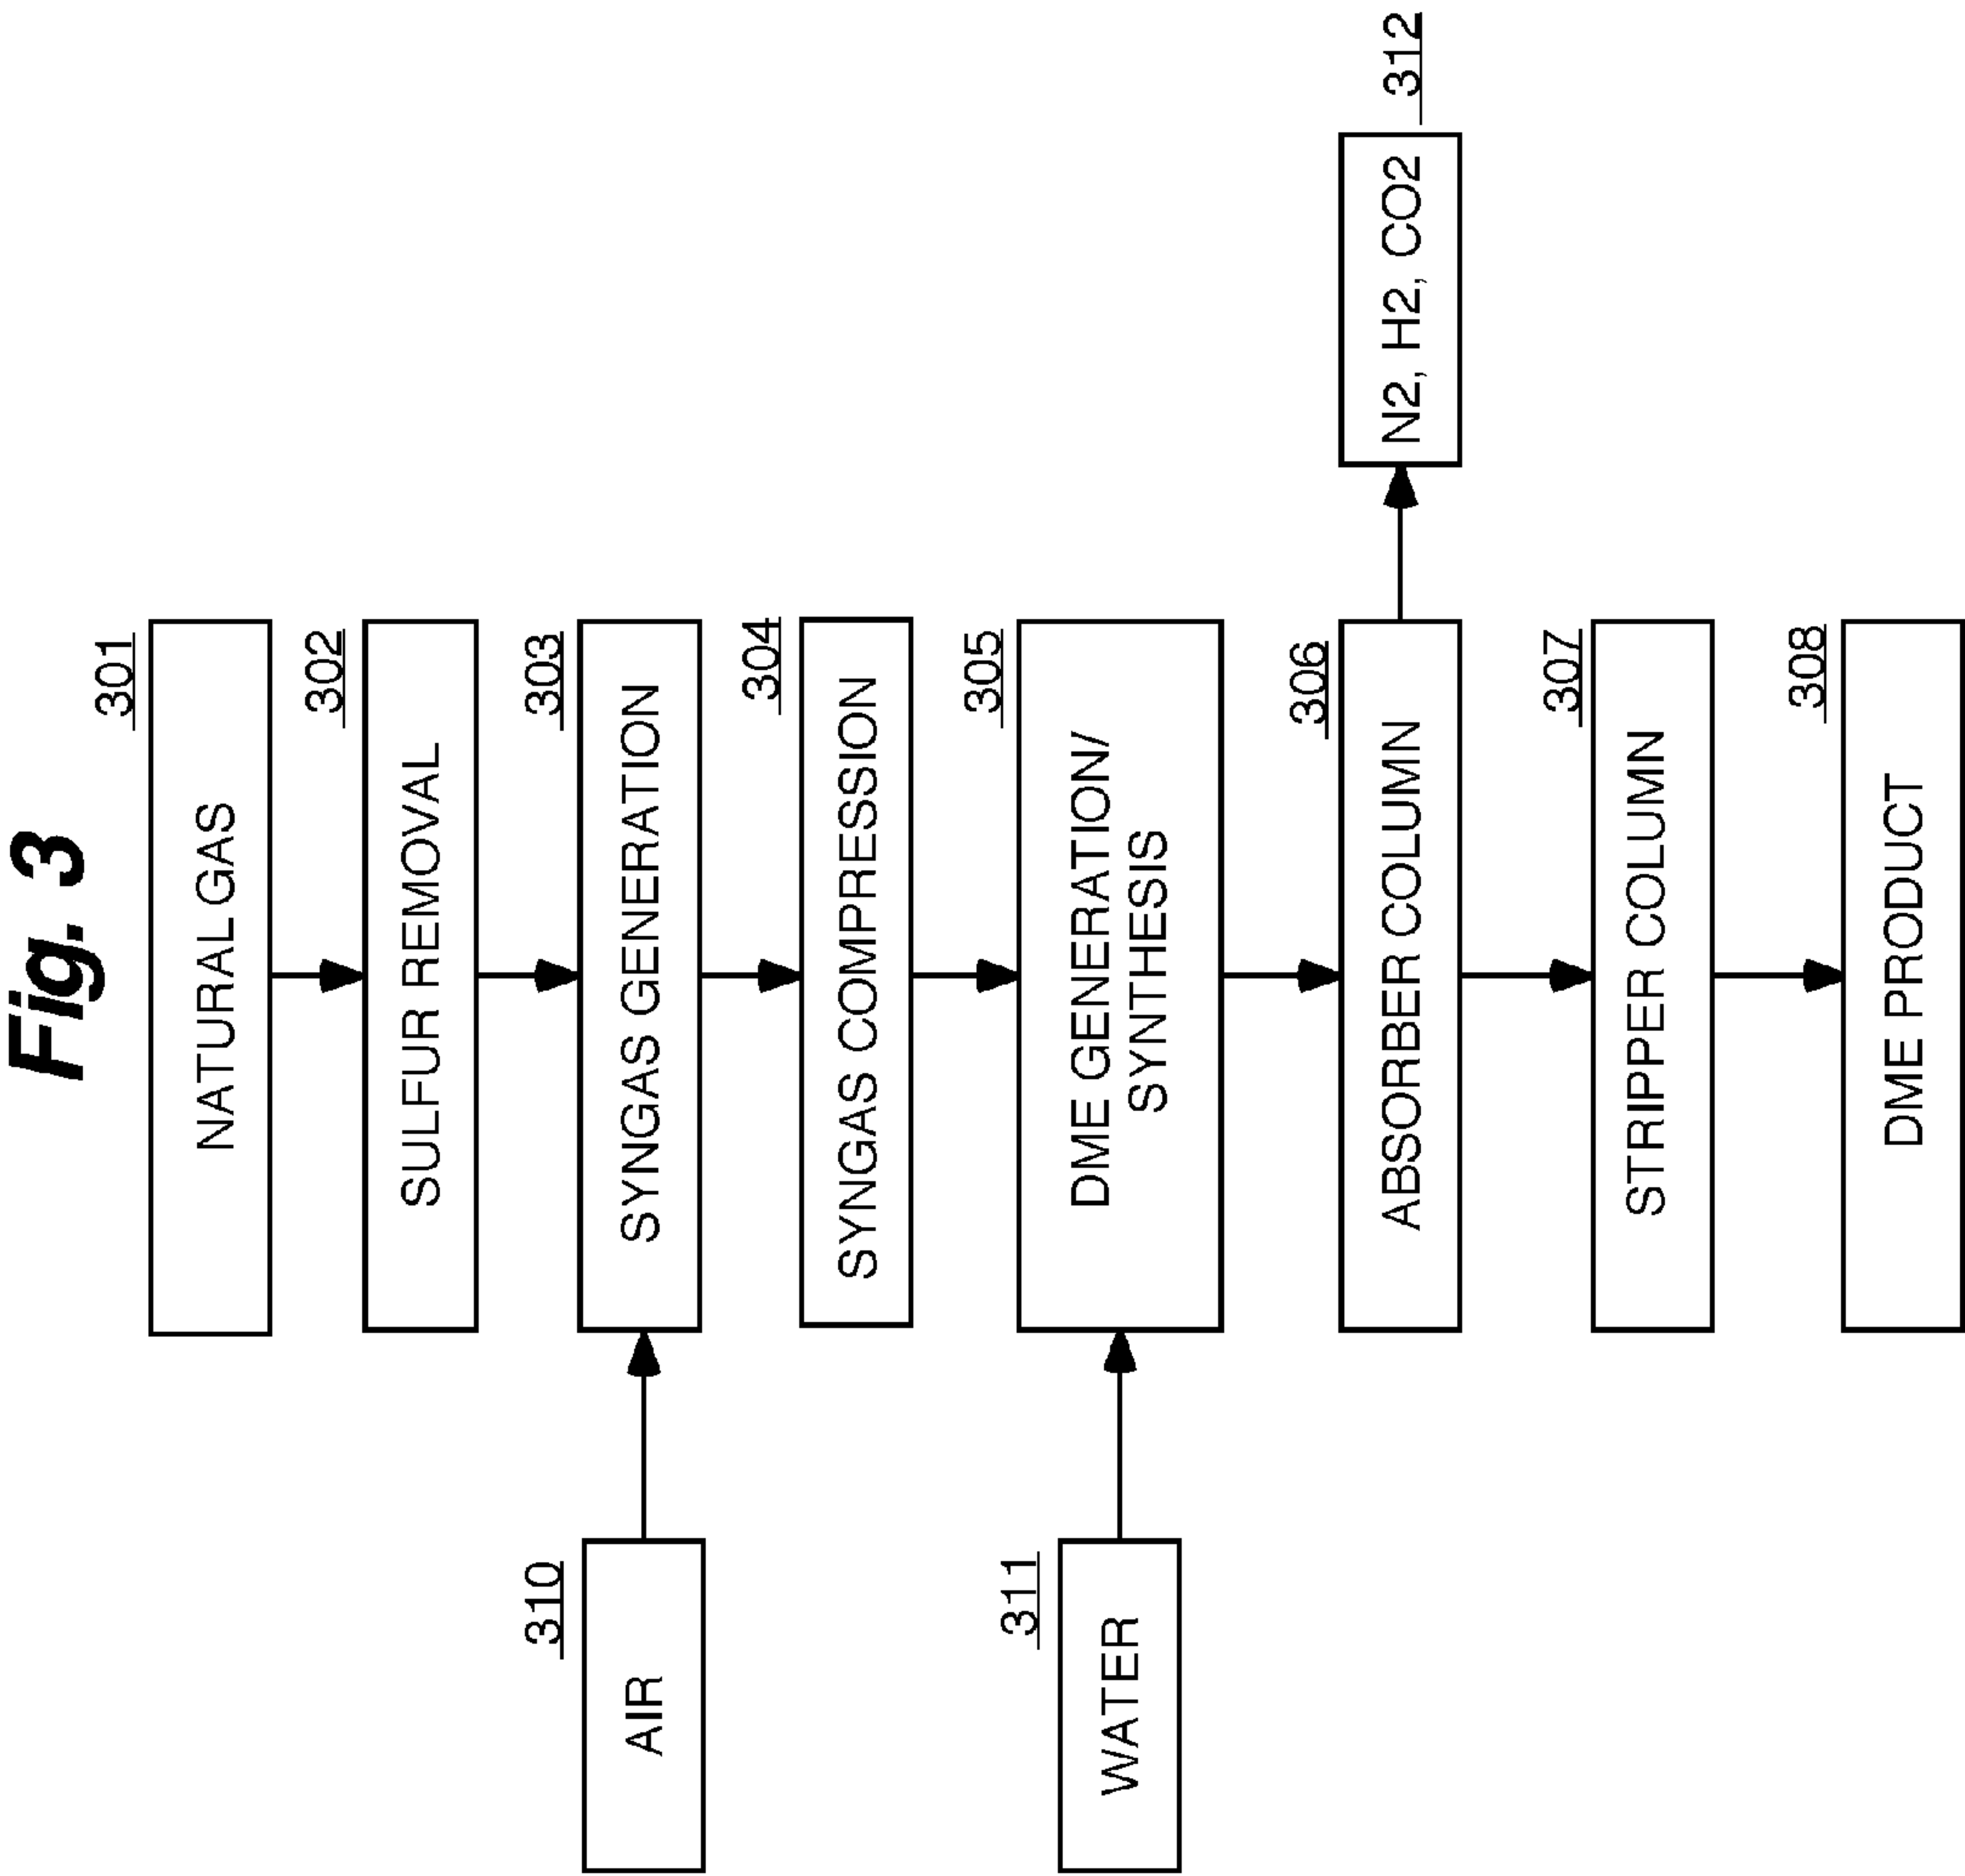 Fig. 3
301
NATURAL GAS
302
SULFUR REMOVAL
310
AIR
303
SYNGAS GENERATION
304
SYNGAS COMPRESSION
311
WATER
305
DME GENERATION/
SYNTHESIS
306
ABSORBER COLUMN
312
N2, H2, CO2
307
STRIPPER COLUMN
308
DME PRODUCT